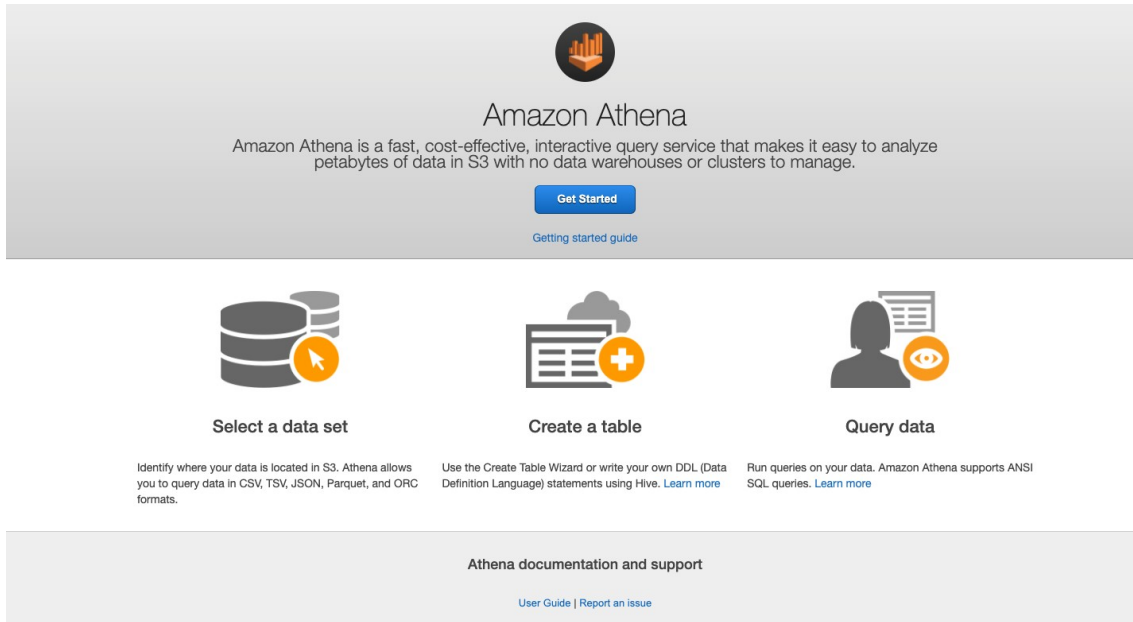 Amazon Athena
Amazon Athena is a fast, cost-effective, interactive query service that makes it easy to analyze
petabytes of data in S3 with no data warehouses or clusters to manage.
Get Started
Getting started guide
Select a data set
Identify where your data is located in S3. Athena allows
you to query data in CSV, TSV, JSON, Parquet, and ORC
formats.
Create a table
Use the Create Table Wizard or write your own DDL (Data
Definition Language) statements using Hive. Learn more
Query data
Run queries on your data. Amazon Athena supports ANSI
SQL queries. Learn more
Athena documentation and support
User Guide | Report an issue